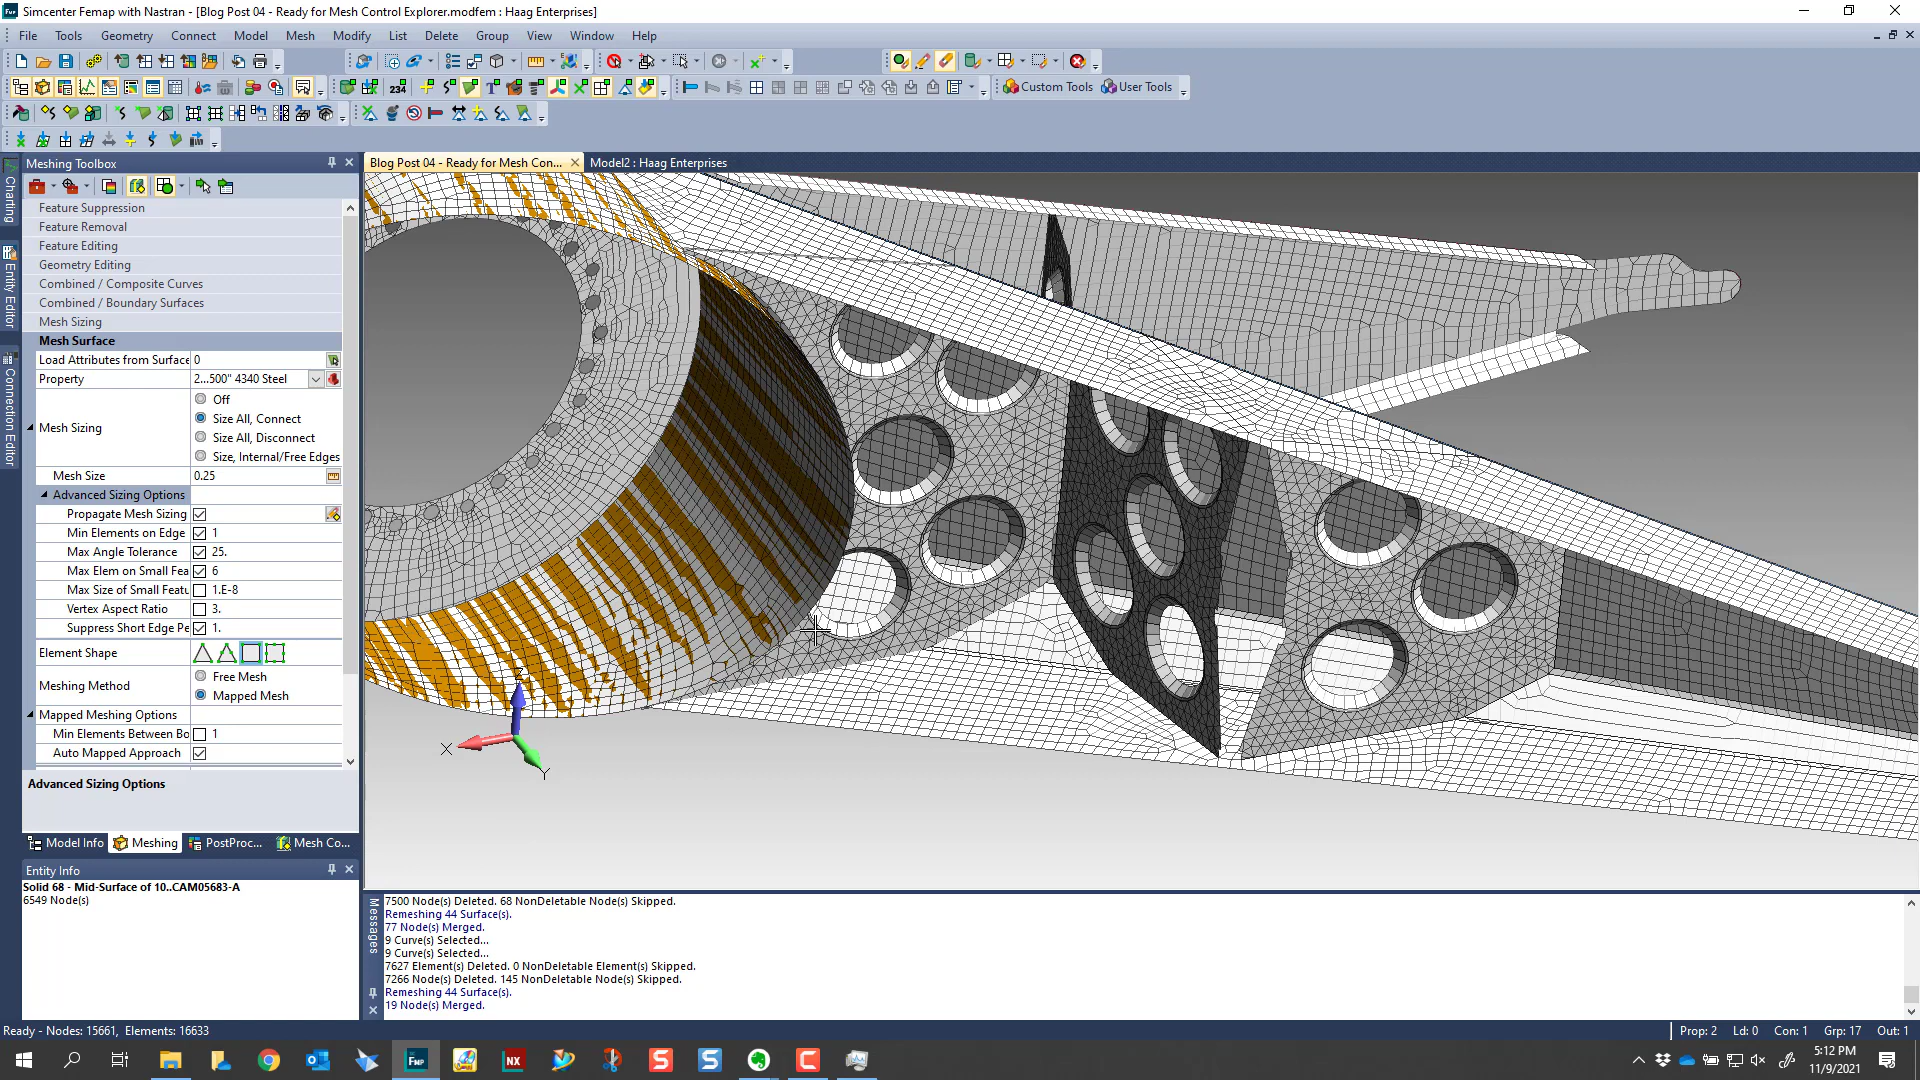 Simcenter Femap with Nastran - [Blog Post 04 - Ready for Mesh Control Explorer.modfem : Haag Enterprises]
File Tools Geometry Connect Model Mesh Modify List Delete Group View Window Help
234
Custom Tools User Tools
Meshing Toolbox
Blog Post 04 - Ready for Mesh Con... Model2 : Haag Enterprises
Charting
Entity Editor
Connection Editor
Feature Suppression
Feature Removal
Feature Editing
Geometry Editing
Combined / Composite Curves
Combined / Boundary Surfaces
Mesh Sizing
Mesh Surface
Load Attributes from Surface 0
Property 2...500" 4340 Steel
Off
Size All, Connect
Mesh Sizing
Size All, Disconnect
Size, Internal/Free Edges
Mesh Size 0.25
Advanced Sizing Options
Propagate Mesh Sizing
Min Elements on Edge 1
Max Angle Tolerance 25.
Max Elem on Small Fea 6
Max Size of Small Featu 1.E-8
Vertex Aspect Ratio 3.
Suppress Short Edge Pe 1.
Element Shape
Free Mesh
Meshing Method
Mapped Mesh
Mapped Meshing Options
Min Elements Between Bo 1
Auto Mapped Approach
Advanced Sizing Options
X
Y
Z
Model Info Meshing PostProc... Mesh Co...
Entity Info
Solid 68 - Mid-Surface of 10..CAM05683-A
6549 Node(s)
Messages
7500 Node(s) Deleted. 68 NonDeletable Node(s) Skipped.
Remeshing 44 Surface(s).
77 Node(s) Merged.
9 Curve(s) Selected...
9 Curve(s) Selected...
7627 Element(s) Deleted. 0 NonDeletable Element(s) Skipped.
7266 Node(s) Deleted. 145 NonDeletable Node(s) Skipped.
Remeshing 44 Surface(s).
19 Node(s) Merged.
Ready - Nodes: 15661, Elements: 16633
Prop: 2 Ld: 0 Con: 1 Grp: 17 Out: 1
5:12 PM
11/9/2021